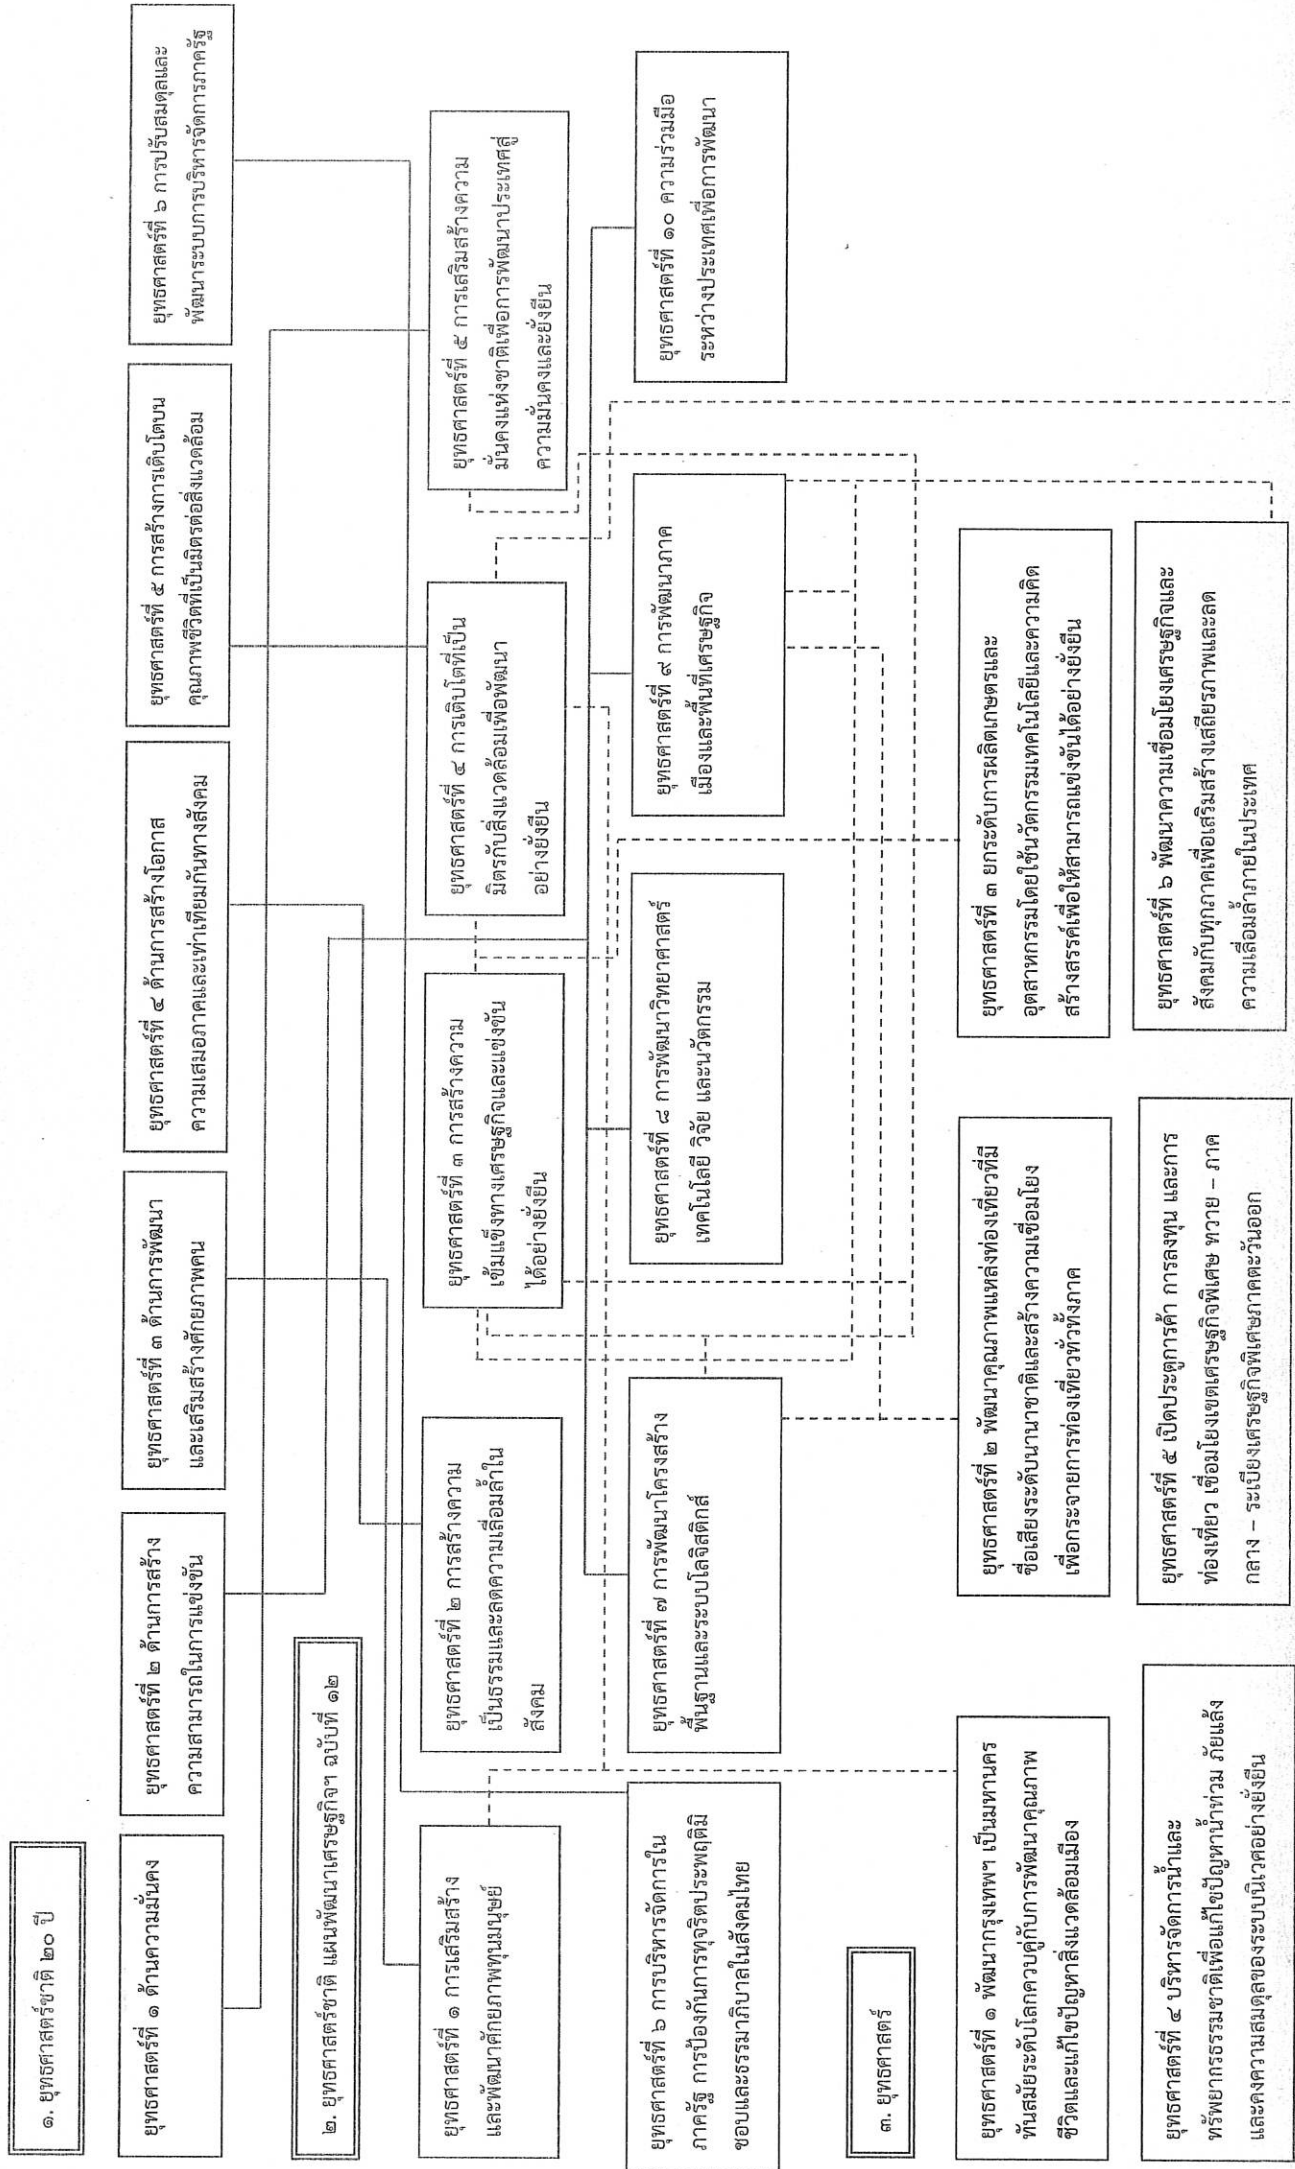 ๑. ยุทธศาสตร์ชาติ ๒๐ ปี
ยุทธศาสตร์ที่ ๑ ด้านความมั่นคง
ยุทธศาสตร์ที่ ๒ ด้านการสร้าง
ความสามารถในการแข่งขัน
ยุทธศาสตร์ที่ ๓ ด้านการพัฒนา
และเสริมสร้างศักยภาพคน
ยุทธศาสตร์ที่ ๔ ด้านการสร้างโอกาส
ความเสมอภาคและเท่าเทียมกันทางสังคม
ยุทธศาสตร์ที่ ๕ การสร้างการเติบโตบน
คุณภาพชีวิตที่เป็นมิตรต่อสิ่งแวดล้อม
ยุทธศาสตร์ที่ ๖ การปรับสมดุลและ
พัฒนาระบบการบริหารจัดการภาครัฐ
๒. ยุทธศาสตร์ชาติ แผนพัฒนาเศรษฐกิจฯ ฉบับที่ ๑๒
ยุทธศาสตร์ที่ ๑ การเสริมสร้าง
และพัฒนาศักยภาพทุนมนุษย์
ยุทธศาสตร์ที่ ๒ การสร้างความ
เป็นธรรมและลดความเลื่อมล้ำใน
สังคม
ยุทธศาสตร์ที่ ๓ การสร้างความ
เข้มแข็งทางเศรษฐกิจและแข่งขัน
ได้อย่างยั่งยืน
ยุทธศาสตร์ที่ ๔ การเติบโตที่เป็น
มิตรกับสิ่งแวดล้อมเพื่อพัฒนา
อย่างยั่งยืน
ยุทธศาสตร์ที่ ๕ การเสริมสร้างความ
มั่นคงแห่งชาติเพื่อการพัฒนาประเทศสู่
ความมั่นคงและยั่งยืน
ยุทธศาสตร์ที่ ๖ การบริหารจัดการใน
ภาครัฐ การป้องกันการทุจริตประพฤติมิ
ชอบและธรรมาภิบาลในสังคมไทย
ยุทธศาสตร์ที่ ๗ การพัฒนาโครงสร้าง
พื้นฐานและระบบโลจิสติกส์
ยุทธศาสตร์ที่ ๘ การพัฒนาวิทยาศาสตร์
เทคโนโลยี วิจัย และนวัตกรรม
ยุทธศาสตร์ที่ ๙ การพัฒนาภาค
เมืองและพื้นที่เศรษฐกิจ
ยุทธศาสตร์ที่ ๑๐ ความร่วมมือ
ระหว่างประเทศเพื่อการพัฒนา
๓. ยุทธศาสตร์
ยุทธศาสตร์ที่ ๑ พัฒนากรุงเทพฯ เป็นมหานคร
ทันสมัยระดับโลกควบคู่กับการพัฒนาคุณภาพ
ชีวิตและแก้ไขปัญหาสิ่งแวดล้อมเมือง
ยุทธศาสตร์ที่ ๒ พัฒนาคุณภาพแหล่งท่องเที่ยวที่มี
ชื่อเสียงระดับนานาชาติและสร้างความเชื่อมโยง
เพื่อกระจายการท่องเที่ยวทั่วทั้งภาค
ยุทธศาสตร์ที่ ๓ ยกระดับการผลิตเกษตรและ
อุตสาหกรรมโดยใช้นวัตกรรมเทคโนโลยีและความคิด
สร้างสรรค์เพื่อให้สามารถแข่งขันได้อย่างยั่งยืน
ยุทธศาสตร์ที่ ๔ บริหารจัดการน้ำและ
ทรัพยากรธรรมชาติเพื่อแก้ไขปัญหาน้ำท่วม ภัยแล้ง
และคงความสมดุลของระบบนิเวศอย่างยั่งยืน
ยุทธศาสตร์ที่ ๕ เปิดประตูการค้า การลงทุน และการ
ท่องเที่ยว เชื่อมโยงเขตเศรษฐกิจพิเศษ ทวาย – ภาค
กลาง – ระเบียงเศรษฐกิจพิเศษภาคตะวันออก
ยุทธศาสตร์ที่ ๖ พัฒนาความเชื่อมโยงเศรษฐกิจและ
สังคมกับทุกภาคเพื่อเสริมสร้างเสถียรภาพและลด
ความเลื่อมล้ำภายในประเทศ